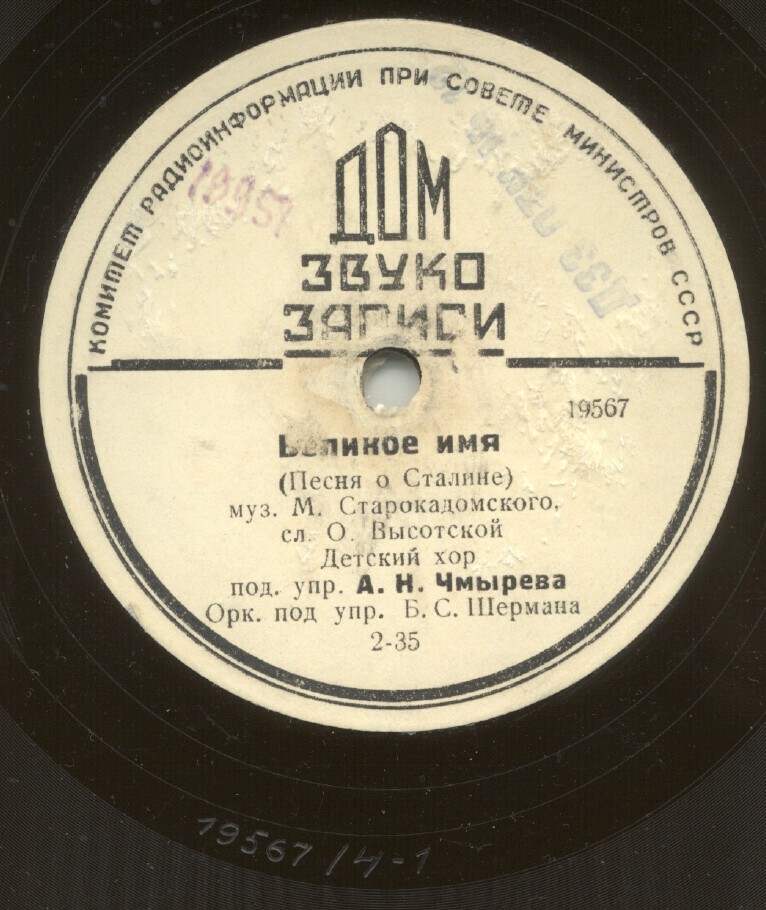 КОМИТЕТ РАДИОИНФОРМАЦИИ ПРИ СОВЕТЕ МИНИСТРОВ СССР
ДОМ
ЗВУКО
ЗАПИСИ
19567
Великое имя
(Песня о Сталине)
муз. М. Старокадомского,
сл. О. Высотской
Детский хор
под. упр. А. Н. Чмырева
Орк. под упр. Б. С. Шермана
2-35
19567/4-1